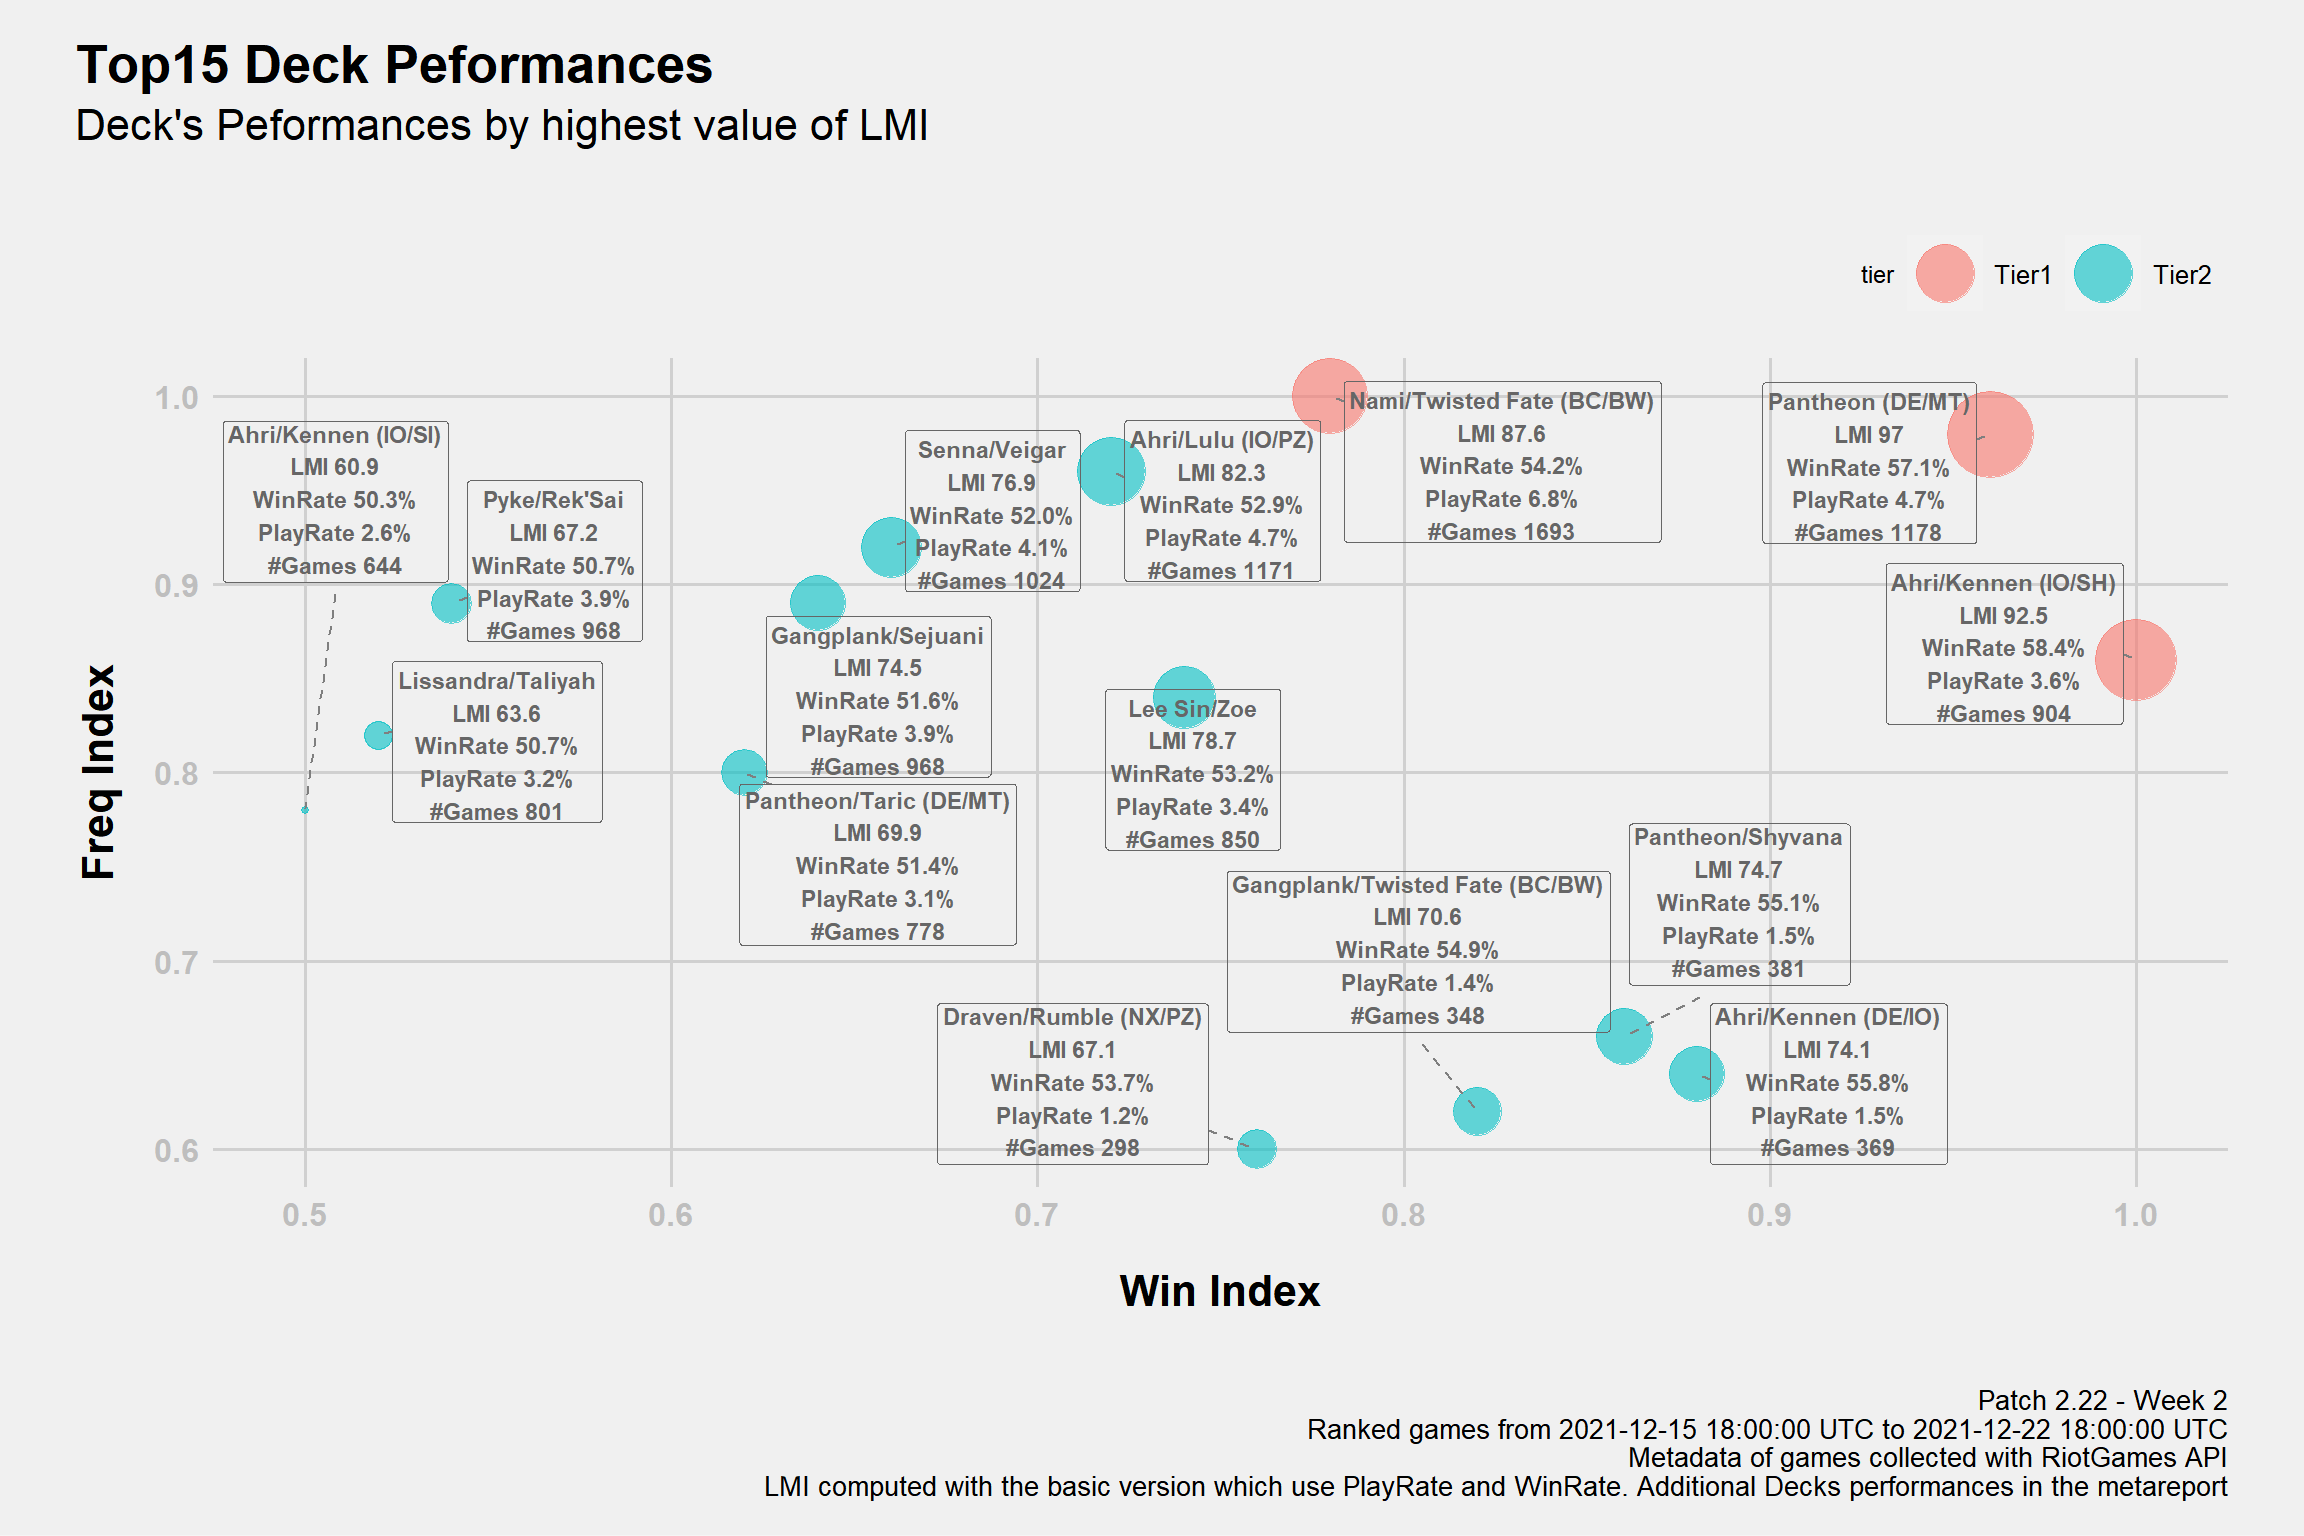 Top15 Deck Peformances
Deck's Peformances by highest value of LMI
tier
Tier1
Tier2
Freq Index
1.0
0.9
0.8
0.7
0.6
Ahri/Kennen (IO/SI)
LMI 60.9
WinRate 50.3%
PlayRate 2.6%
#Games 644
Pyke/Rek'Sai
LMI 67.2
WinRate 50.7%
PlayRate 3.9%
#Games 968
Lissandra/Taliyah
LMI 63.6
WinRate 50.7%
PlayRate 3.2%
#Games 801
Senna/Veigar
LMI 76.9
WinRate 52.0%
PlayRate 4.1%
#Games 1024
Ahri/Lulu (IO/PZ)
LMI 82.3
WinRate 52.9%
PlayRate 4.7%
#Games 1171
Nami/Twisted Fate (BC/BW)
LMI 87.6
WinRate 54.2%
PlayRate 6.8%
#Games 1693
Pantheon (DE/MT)
LMI 97
WinRate 57.1%
PlayRate 4.7%
#Games 1178
Ahri/Kennen (IO/SH)
LMI 92.5
WinRate 58.4%
PlayRate 3.6%
#Games 904
Gangplank/Sejuani
LMI 74.5
WinRate 51.6%
PlayRate 3.9%
#Games 968
Lee Sin/Zoe
LMI 78.7
WinRate 53.2%
PlayRate 3.4%
#Games 850
Pantheon/Taric (DE/MT)
LMI 69.9
WinRate 51.4%
PlayRate 3.1%
#Games 778
Pantheon/Shyvana
LMI 74.7
WinRate 55.1%
PlayRate 1.5%
#Games 381
Gangplank/Twisted Fate (BC/BW)
LMI 70.6
WinRate 54.9%
PlayRate 1.4%
#Games 348
Draven/Rumble (NX/PZ)
LMI 67.1
WinRate 53.7%
PlayRate 1.2%
#Games 298
Ahri/Kennen (DE/IO)
LMI 74.1
WinRate 55.8%
PlayRate 1.5%
#Games 369
0.5
0.6
0.7
0.8
0.9
1.0
Win Index
Patch 2.22 - Week 2
Ranked games from 2021-12-15 18:00:00 UTC to 2021-12-22 18:00:00 UTC
Metadata of games collected with RiotGames API
LMI computed with the basic version which use PlayRate and WinRate. Additional Decks performances in the metareport